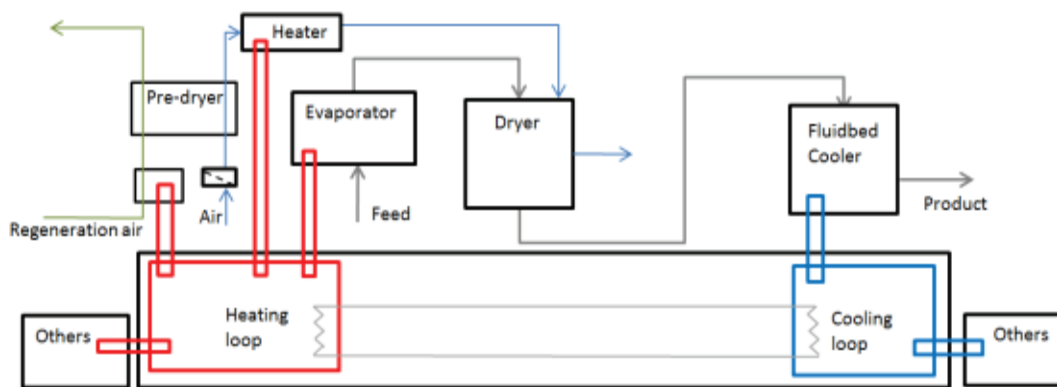 Heater
Pre-dryer
Evaporator
Dryer
Fluidbed
Cooler
Air
Feed
Product
Regeneration air
Heating
loop
Cooling
loop
Others
Others